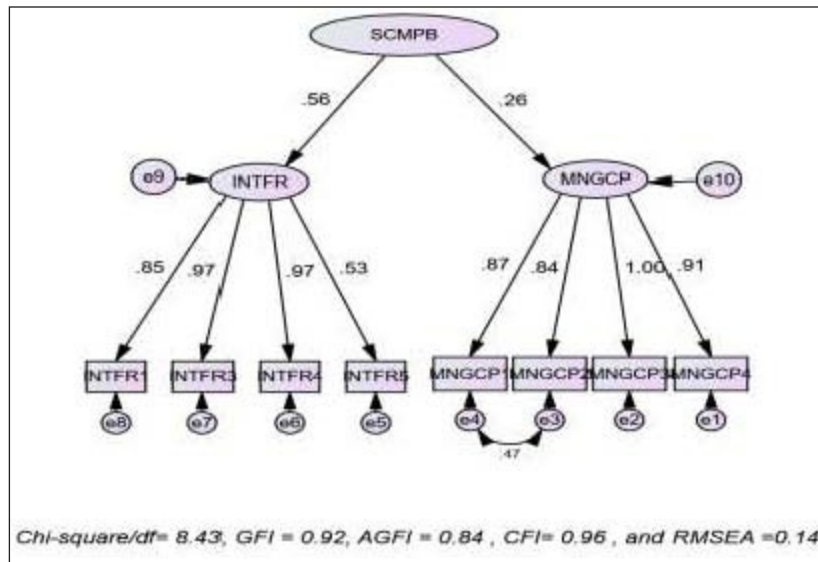 SCMPB
.56 .26
e9 INTFR MNGCP e10
.85 .97 .97 .53 .87 .84 1.00 .91
INTFR1 INTFR3 INTFR4 INTFR5 MNGCP1 MNGCP2 MNGCP3 MNGCP4
e8 e7 e6 e5 e4 e3 e2 e1
.47
Chi-square/df= 8.43, GFI = 0.92, AGFI = 0.84 , CFI= 0.96 , and RMSEA =0.14